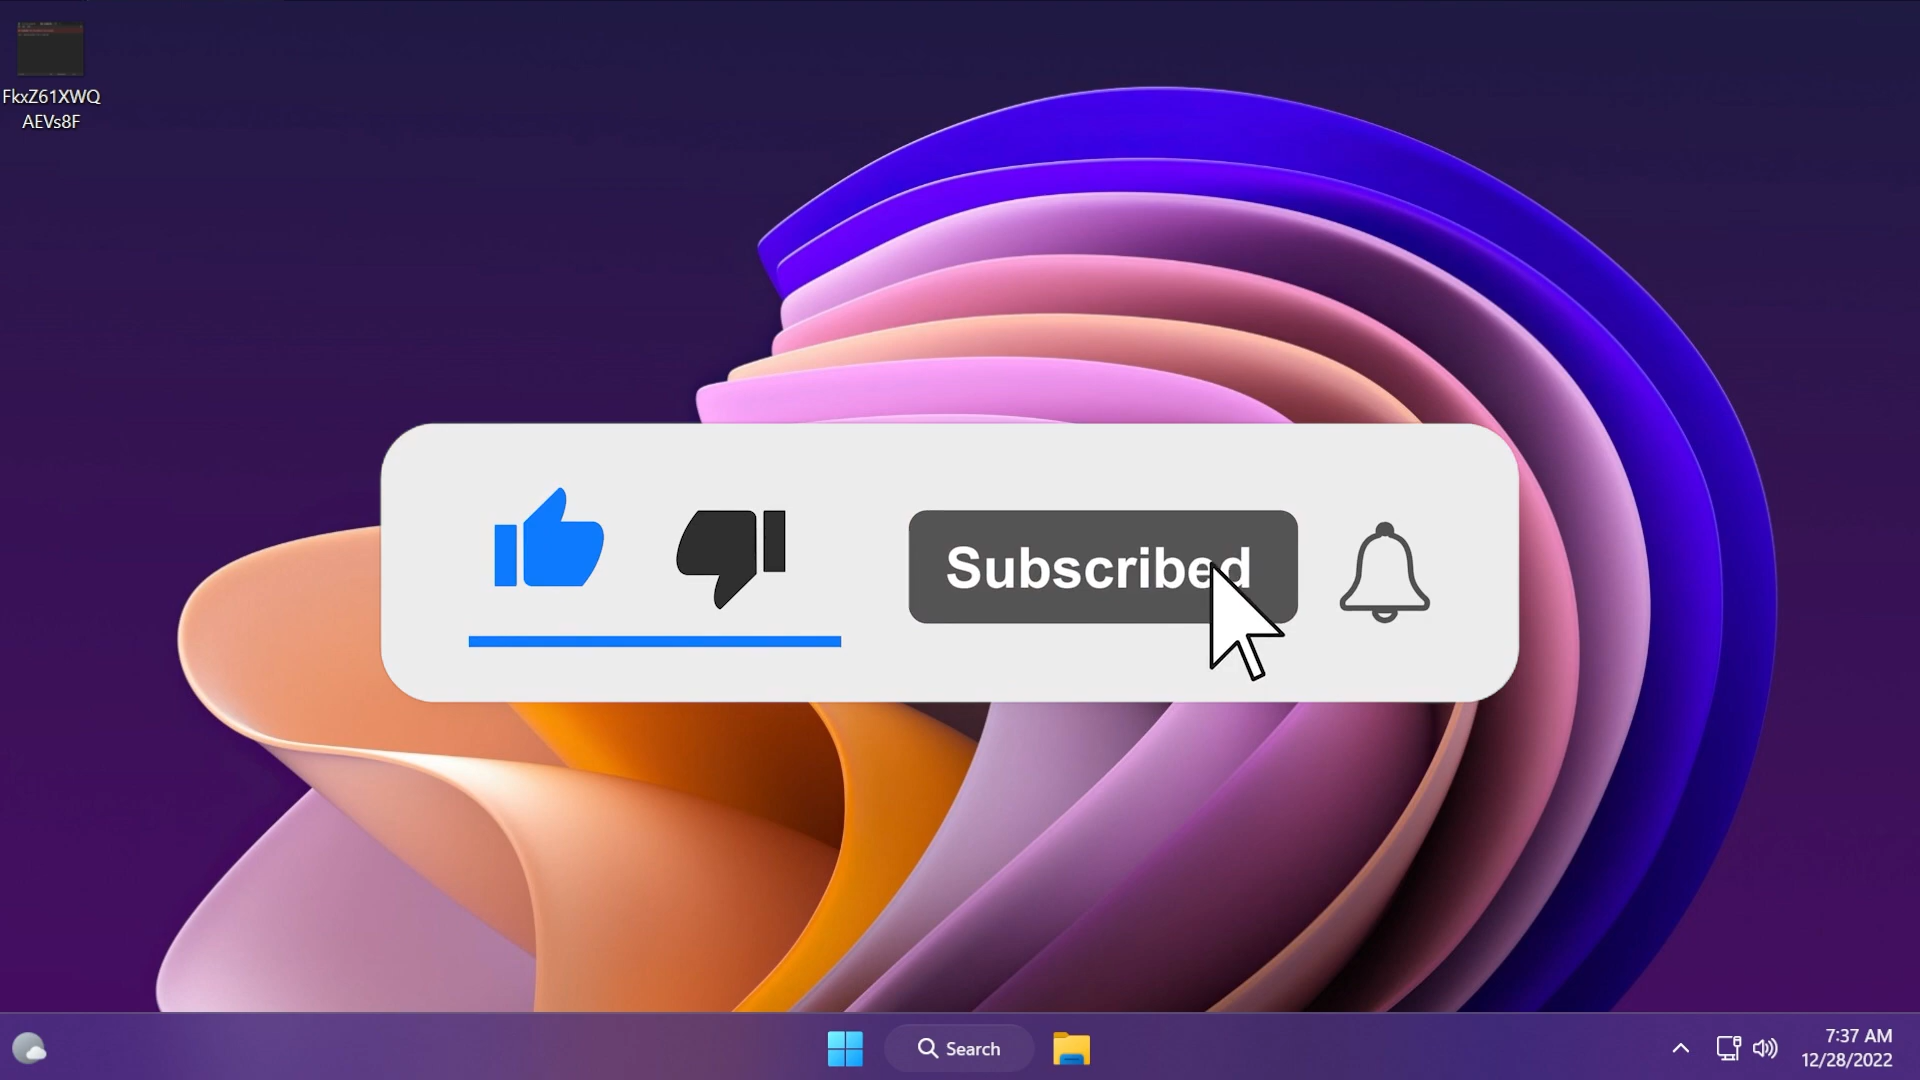 FkxZ61XWQ
AEVs8F
Subscribed
Search
7:37 AM
12/28/2022